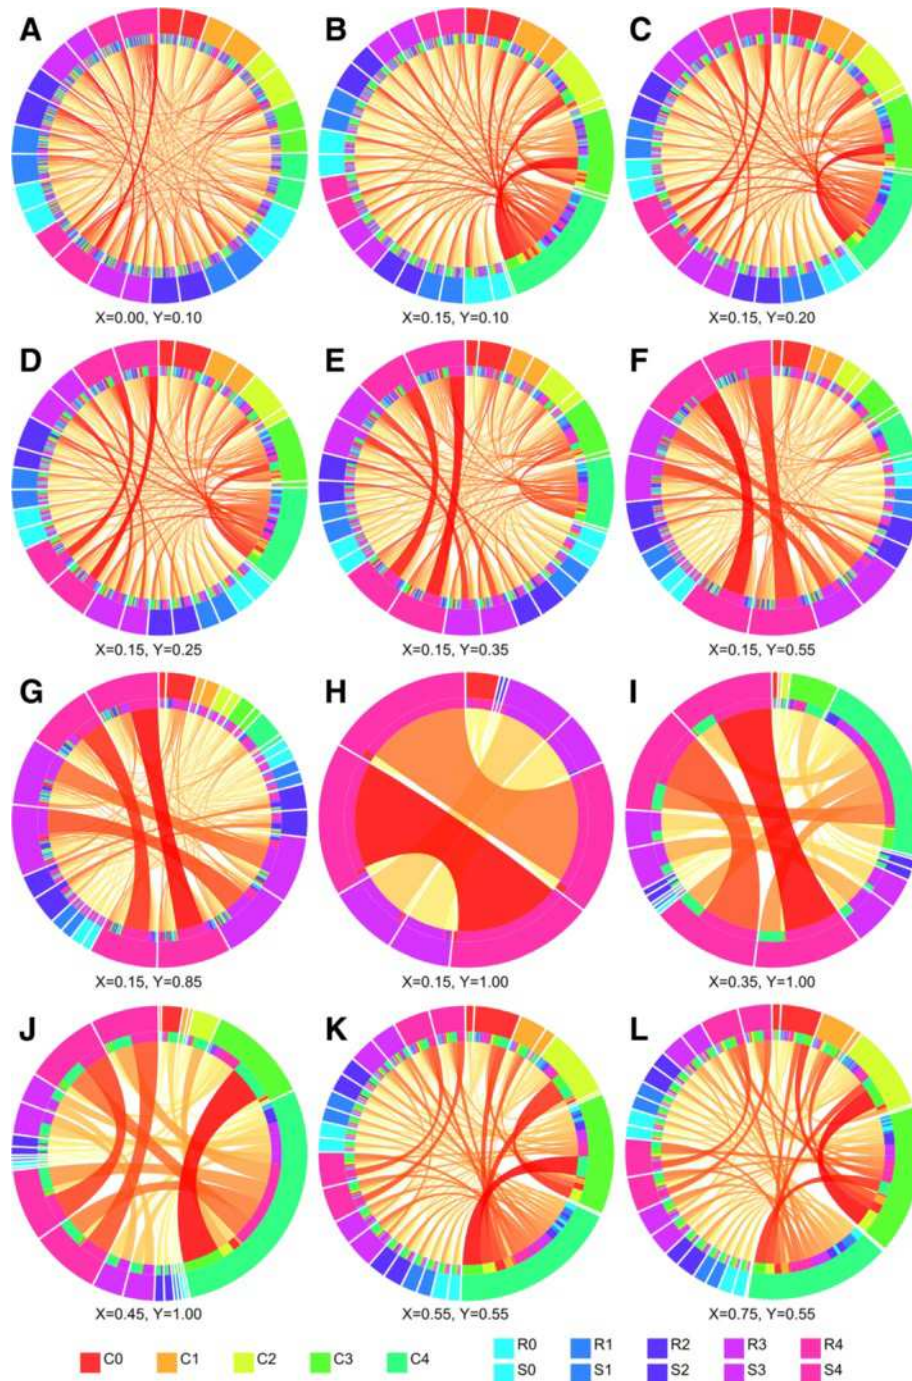 A B C
X=0.00, Y=0.10 X=0.15, Y=0.10 X=0.15, Y=0.20
D E F
X=0.15, Y=0.25 X=0.15, Y=0.35 X=0.15, Y=0.55
G H I
X=0.15, Y=0.85 X=0.15, Y=1.00 X=0.35, Y=1.00
J K L
X=0.45, Y=1.00 X=0.55, Y=0.55 X=0.75, Y=0.55
C0 C1 C2 C3 C4 R0 R1 R2 R3 R4
S0 S1 S2 S3 S4